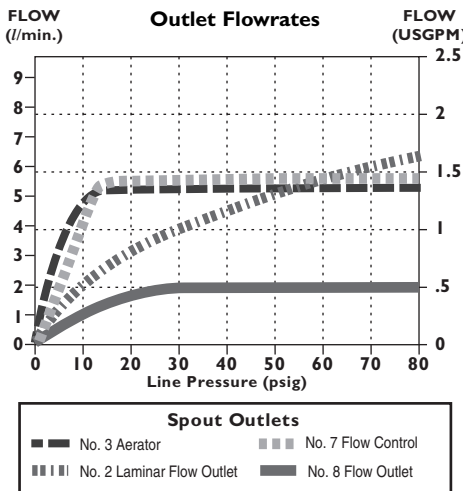 FLOW Outlet Flowrates FLOW
(l/min.) (USGPM)
9
8
7
6
5
4
3
2
1
0
2.5
2
1.5
1
.5
0
0 10 20 30 40 50 60 70 80
Line Pressure (psig)
Spout Outlets
No. 3 Aerator No. 7 Flow Control
No. 2 Laminar Flow Outlet No. 8 Flow Outlet